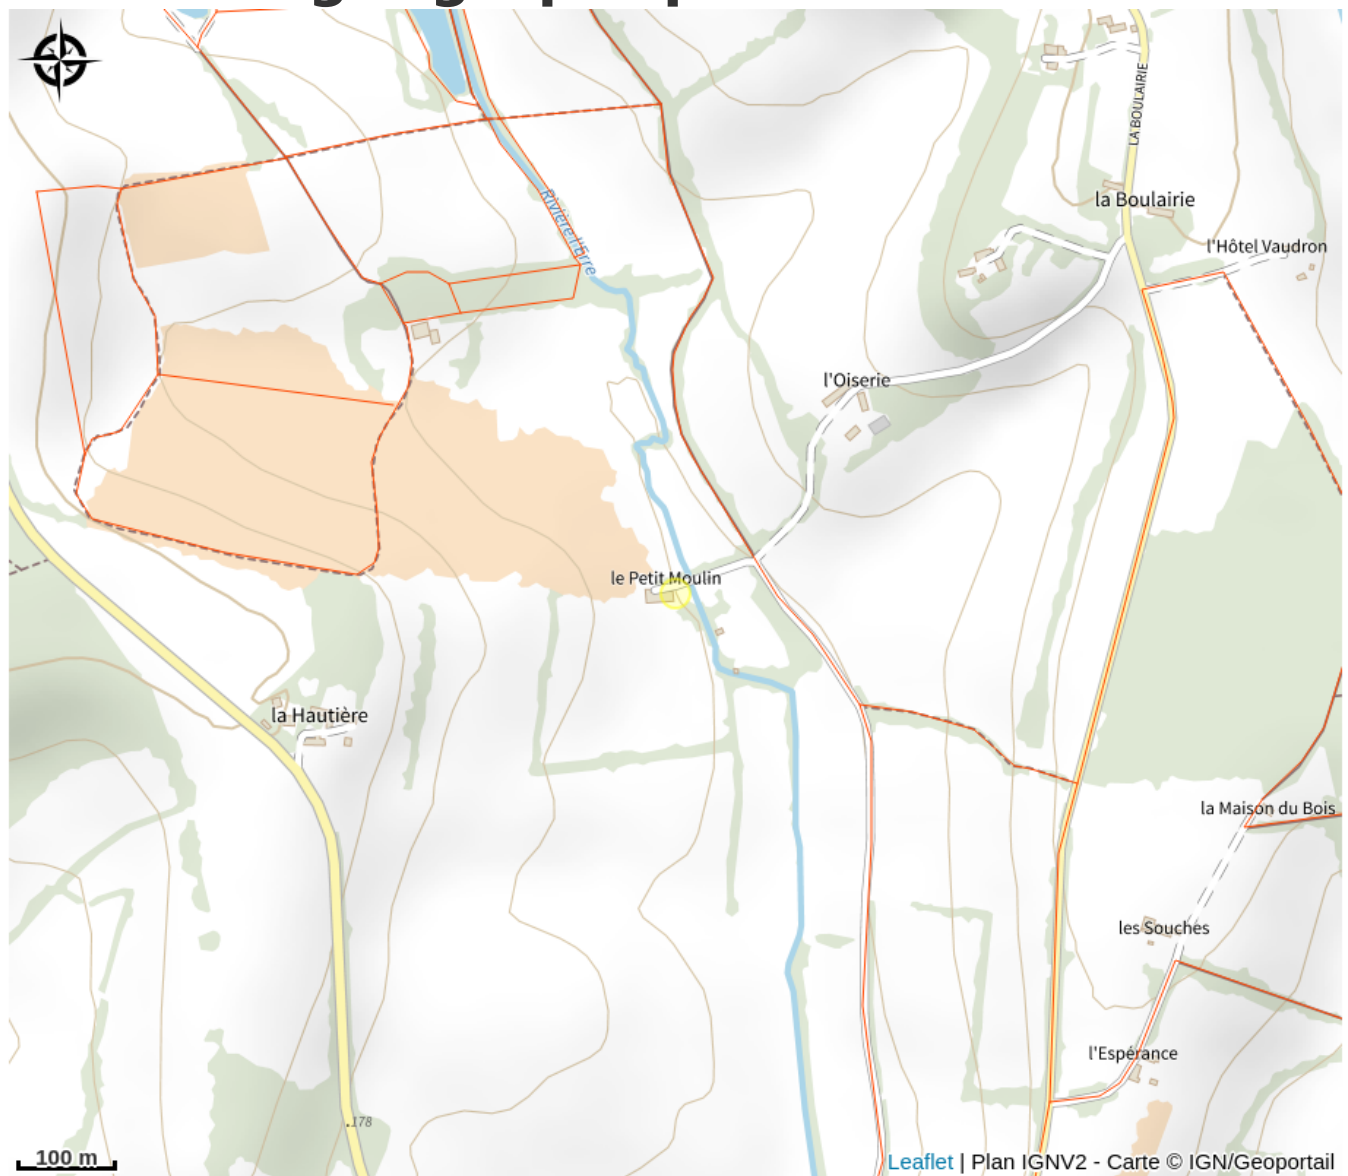 LA BOULAIRIE
la Boulairie
l'Hôtel Vaudron
Rivière l'Erre
l'Oiserie
le Petit Moulin
la Hautière
la Maison du Bois
les Souches
l'Espérance
.178
100 m
Leaflet | Plan IGNV2 - Carte © IGN/Geoportail